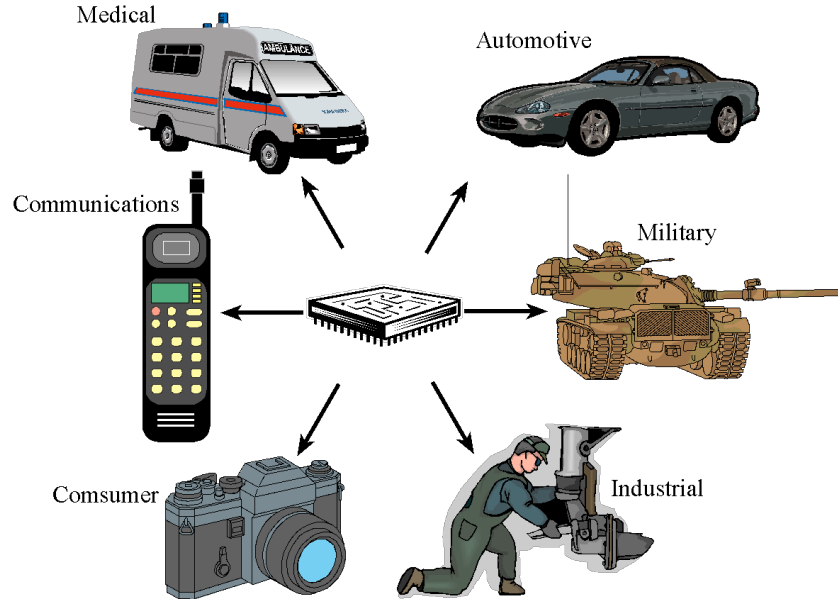 Medical
AMBULANCE
Automotive
Communications
Military
Comsumer
Industrial